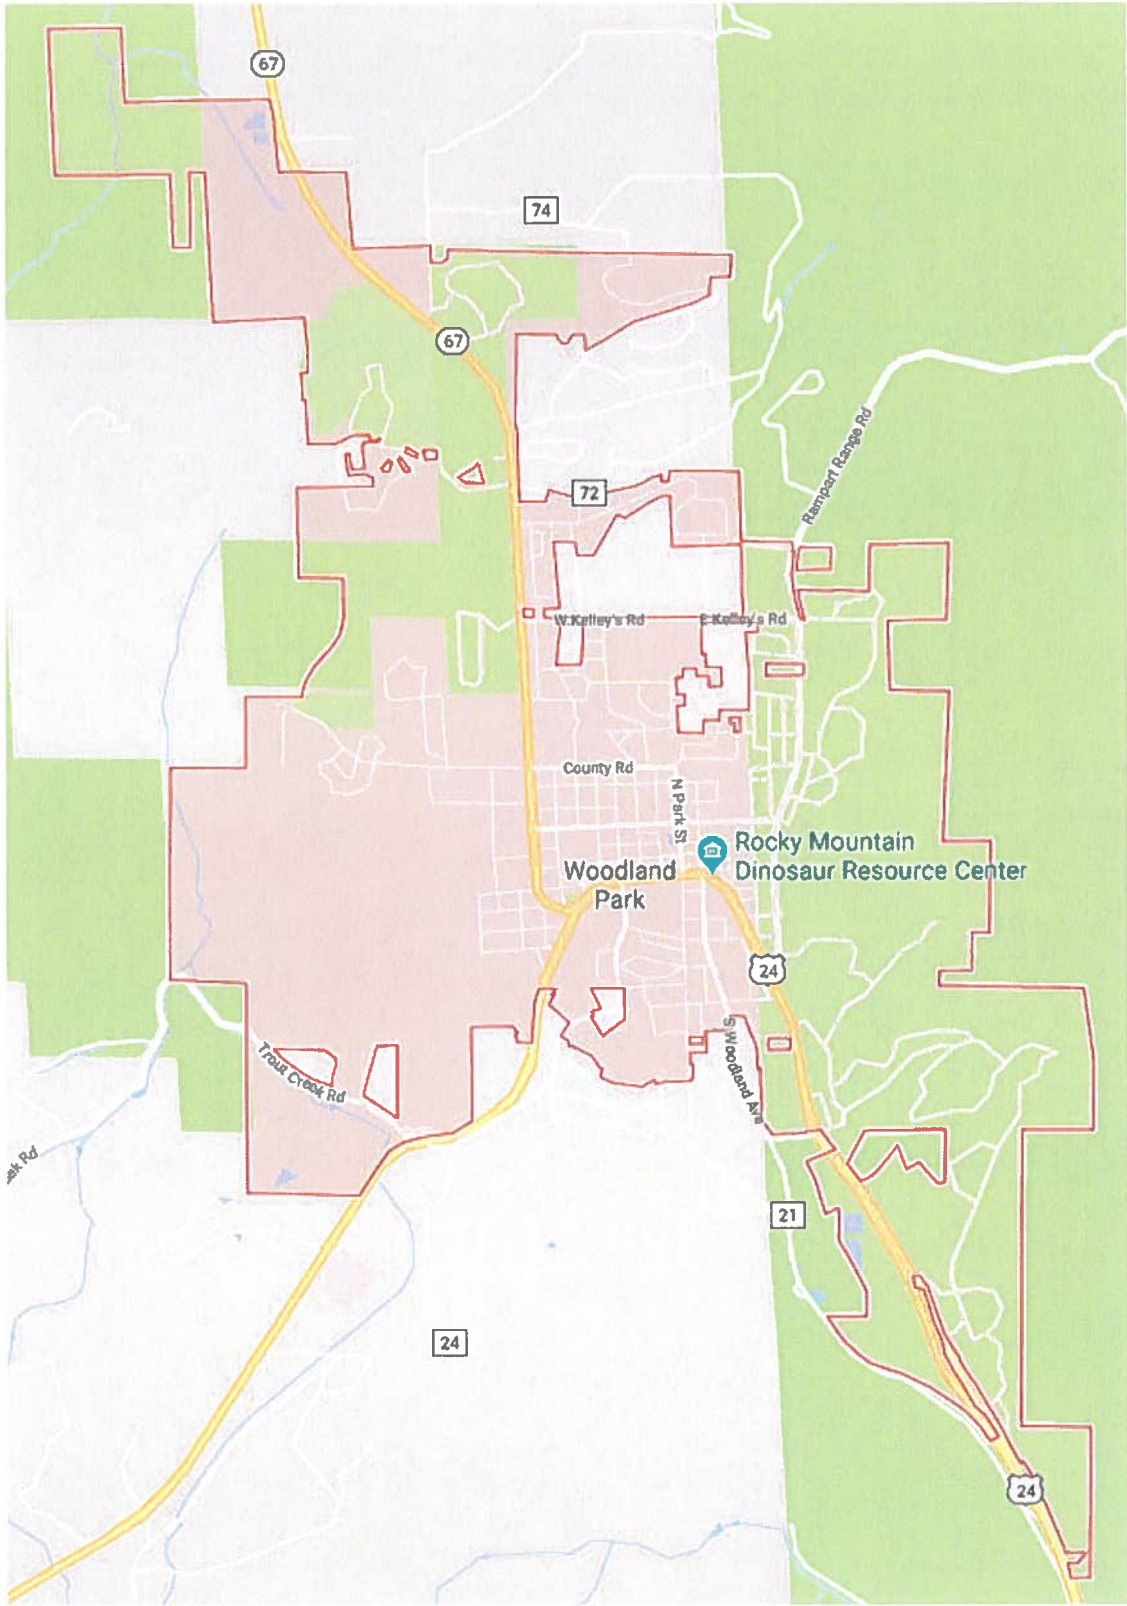 67
74
67
Rampart Range Rd
72
W Kelley's Rd
E Kelley's Rd
County Rd
N Park St
Rocky Mountain
Dinosaur Resource Center
Woodland
Park
24
S Woodland Ave
Trout Creek Rd
Rd
21
24
24